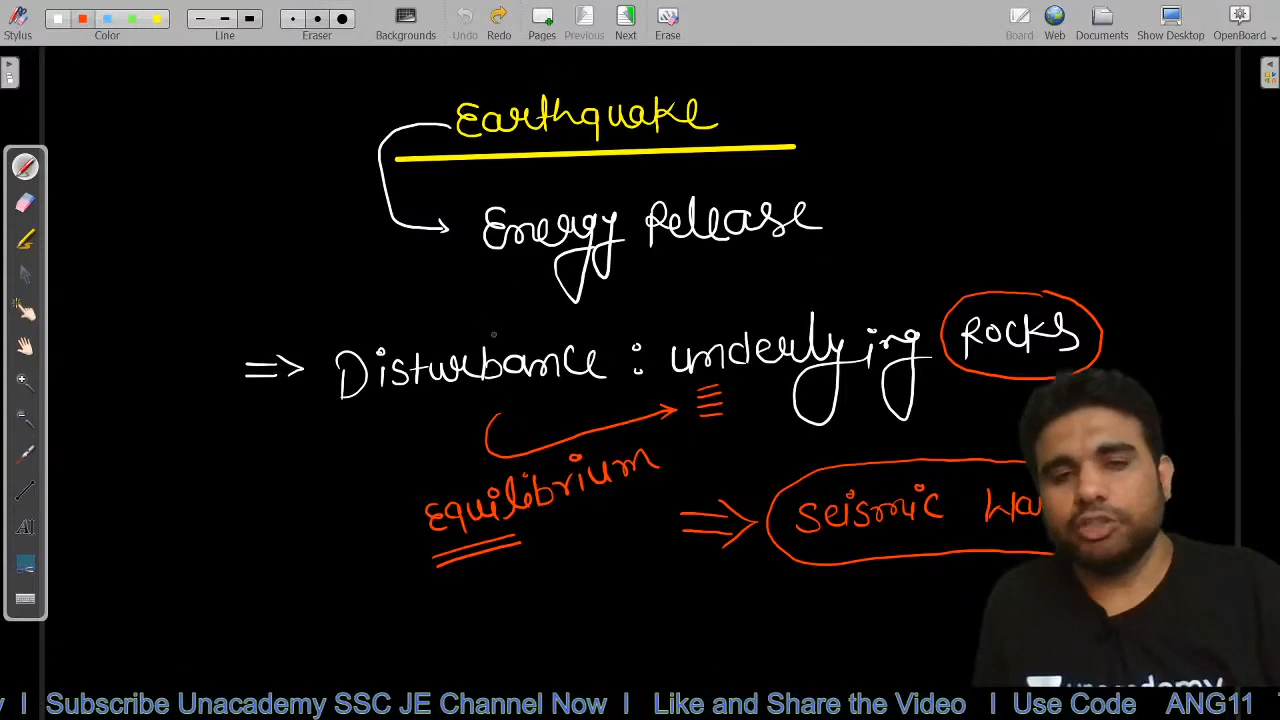 Stylus
Color
Line
Eraser
Backgrounds
Undo
Redo
Pages
Previous
Next
Erase
Board
Web
Documents
Show Desktop
OpenBoard
Earthquake
Energy Release
=> Disturbance : underlying Rocks
Equilibrium
=> Seismic
AI
unacademy
I Subscribe Unacademy SSC JE Channel Now I Like and Share the Video I Use Code ANG11